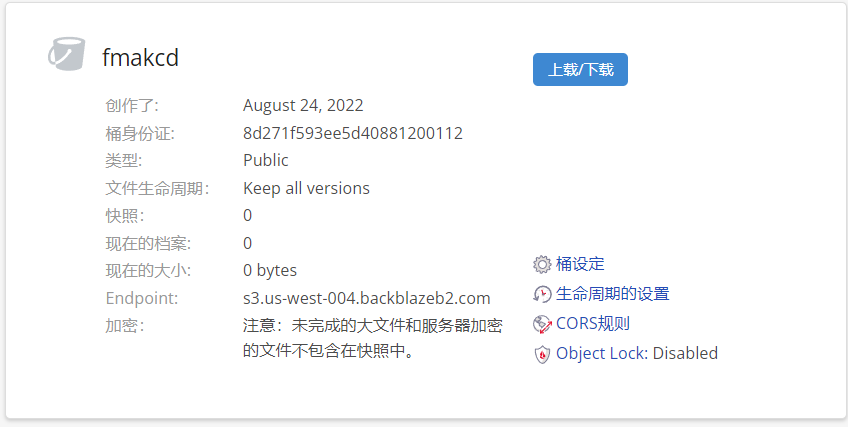 fmakcd
上载/下载
创作了: August 24, 2022
桶身份证: 8d271f593ee5d40881200112
类型: Public
文件生命周期： Keep all versions
快照: 0
现在的档案: 0
现在的大小: 0 bytes
Endpoint: s3.us-west-004.backblazeb2.com
加密： 注意：未完成的大文件和服务器加密
的文件不包含在快照中。
桶设定
生命周期的设置
CORS规则
Object Lock: Disabled